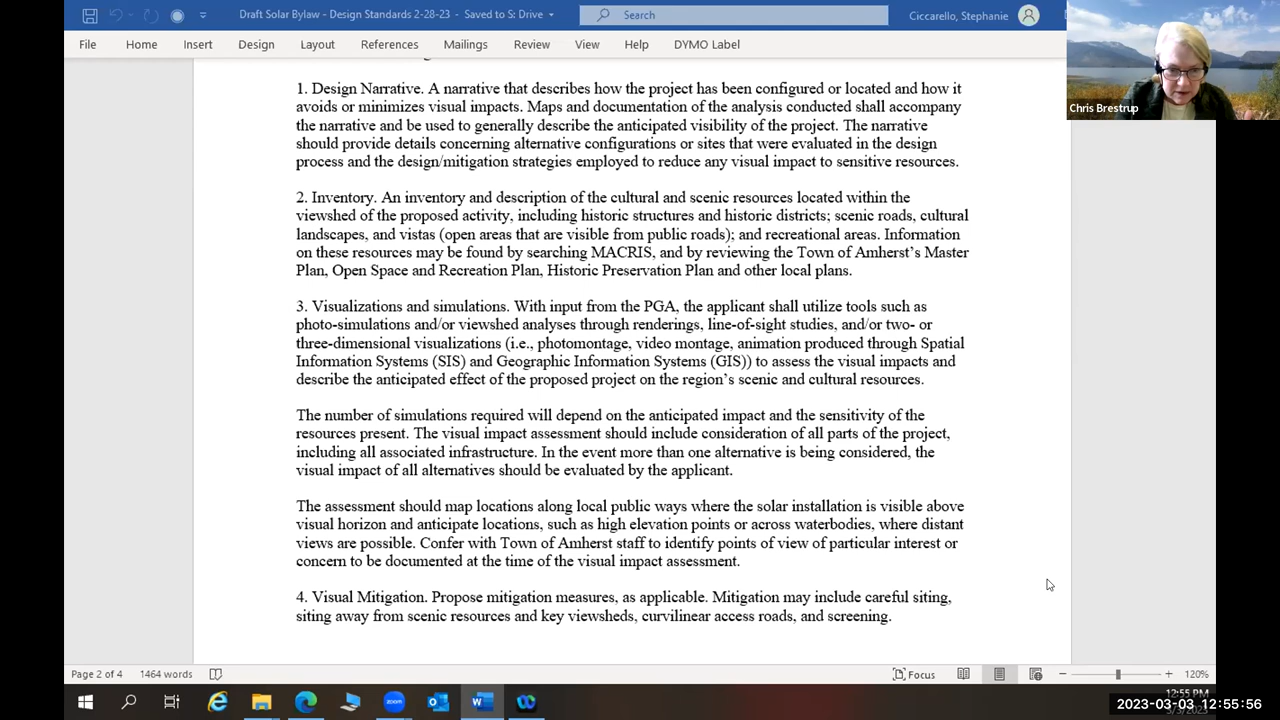 Draft Solar Bylaw - Design Standards 2-28-23 - Saved to S: Drive
Search
Ciccarello, Stephanie
File Home Insert Design Layout References Mailings Review View Help DYMO Label
Chris Brestrup
1. Design Narrative. A narrative that describes how the project has been configured or located and how it
avoids or minimizes visual impacts. Maps and documentation of the analysis conducted shall accompany
the narrative and be used to generally describe the anticipated visibility of the project. The narrative
should provide details concerning alternative configurations or sites that were evaluated in the design
process and the design/mitigation strategies employed to reduce any visual impact to sensitive resources.
2. Inventory. An inventory and description of the cultural and scenic resources located within the
viewshed of the proposed activity, including historic structures and historic districts; scenic roads, cultural
landscapes, and vistas (open areas that are visible from public roads); and recreational areas. Information
on these resources may be found by searching MACRIS, and by reviewing the Town of Amherst's Master
Plan, Open Space and Recreation Plan, Historic Preservation Plan and other local plans.
3. Visualizations and simulations. With input from the PGA, the applicant shall utilize tools such as
photo-simulations and/or viewshed analyses through renderings, line-of-sight studies, and/or two- or
three-dimensional visualizations (i.e., photomontage, video montage, animation produced through Spatial
Information Systems (SIS) and Geographic Information Systems (GIS)) to assess the visual impacts and
describe the anticipated effect of the proposed project on the region's scenic and cultural resources.
The number of simulations required will depend on the anticipated impact and the sensitivity of the
resources present. The visual impact assessment should include consideration of all parts of the project,
including all associated infrastructure. In the event more than one alternative is being considered, the
visual impact of all alternatives should be evaluated by the applicant.
The assessment should map locations along local public ways where the solar installation is visible above
visual horizon and anticipate locations, such as high elevation points or across waterbodies, where distant
views are possible. Confer with Town of Amherst staff to identify points of view of particular interest or
concern to be documented at the time of the visual impact assessment.
4. Visual Mitigation. Propose mitigation measures, as applicable. Mitigation may include careful siting,
siting away from scenic resources and key viewsheds, curvilinear access roads, and screening.
Page 2 of 4 1464 words Focus 120%
zoom
12:55 PM
2023-03-03 12:55:56